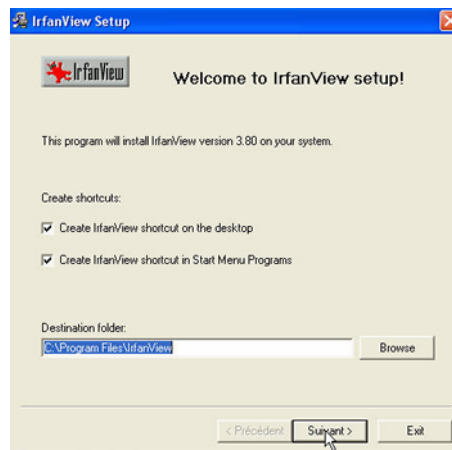 IrfanView Setup
IrfanView
Welcome to IrfanView setup!
This program will install IrfanView version 3.80 on your system.
Create shortcuts:
Create IrfanView shortcut on the desktop
Create IrfanView shortcut in Start Menu Programs
Destination folder:
C:\Program Files\IrfanView
Browse
< Précédent
Suivant >
Exit